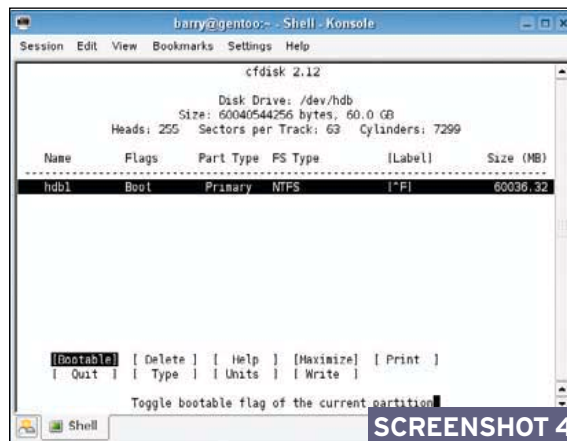 barry@gentoo:~ - Shell - Konsole
Session Edit View Bookmarks Settings Help
cfdisk 2.12
Disk Drive: /dev/hdb
Size: 60040544256 bytes, 60.0 GB
Heads: 255 Sectors per Track: 63 Cylinders: 7299
Name Flags Part Type FS Type [Label] Size (MB)
hdb1 Boot Primary NTFS [^F] 60036.32
[Bootable] [ Delete ] [ Help ] [Maximize] [ Print ]
[ Quit ] [ Type ] [ Units ] [ Write ]
Toggle bootable flag of the current partition
Shell
SCREENSHOT 4